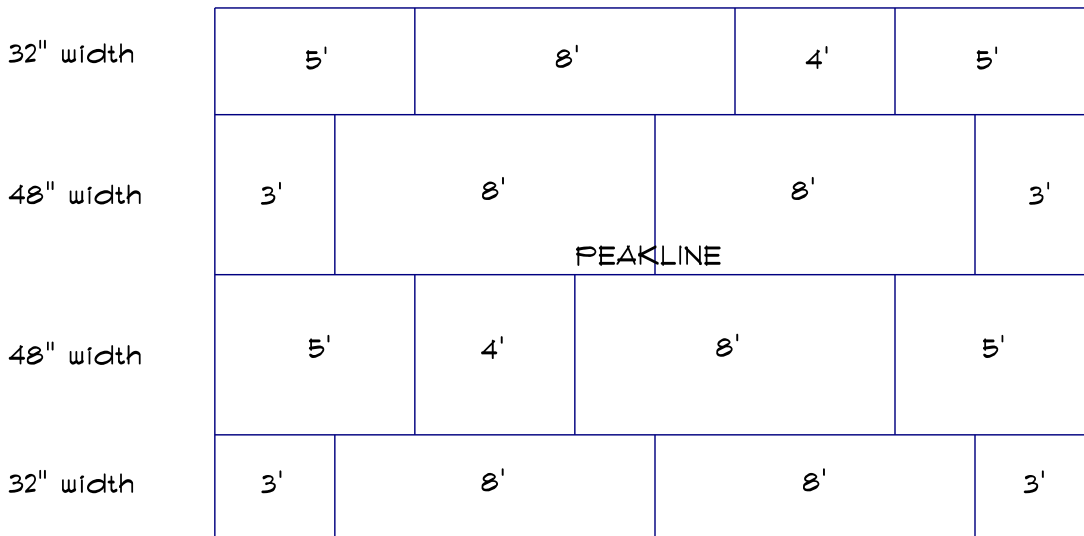 32" width 5' 8' 4' 5'
48" width 3' 8' 8' 3'
PEAKLINE
48" width 5' 4' 8' 5'
32" width 3' 8' 8' 3'